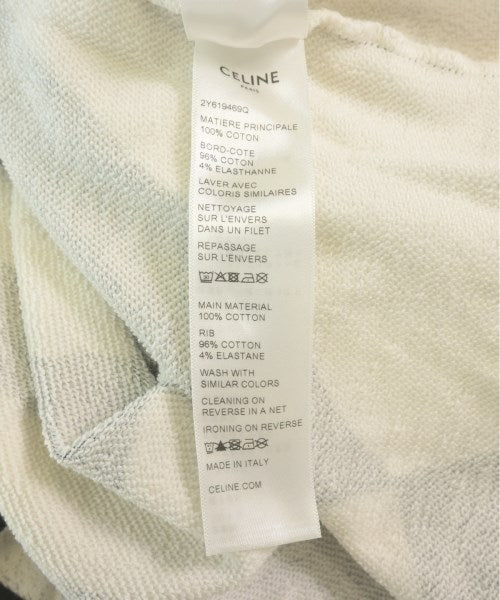 CELINE
PARIS
2Y619469Q
MATIERE PRINCIPALE
100% COTON
BORD-COTE
96% COTON
4% ELASTHANNE
LAVER AVEC
COLORIS SIMILAIRES
NETTOYAGE
SUR L'ENVERS
DANS UN FILET
REPASSAGE
SUR L'ENVERS
MAIN MATERIAL
100% COTTON
RIB
96% COTTON
4% ELASTANE
WASH WITH
SIMILAR COLORS
CLEANING ON
REVERSE IN A NET
IRONING ON REVERSE
MADE IN ITALY
CELINE.COM